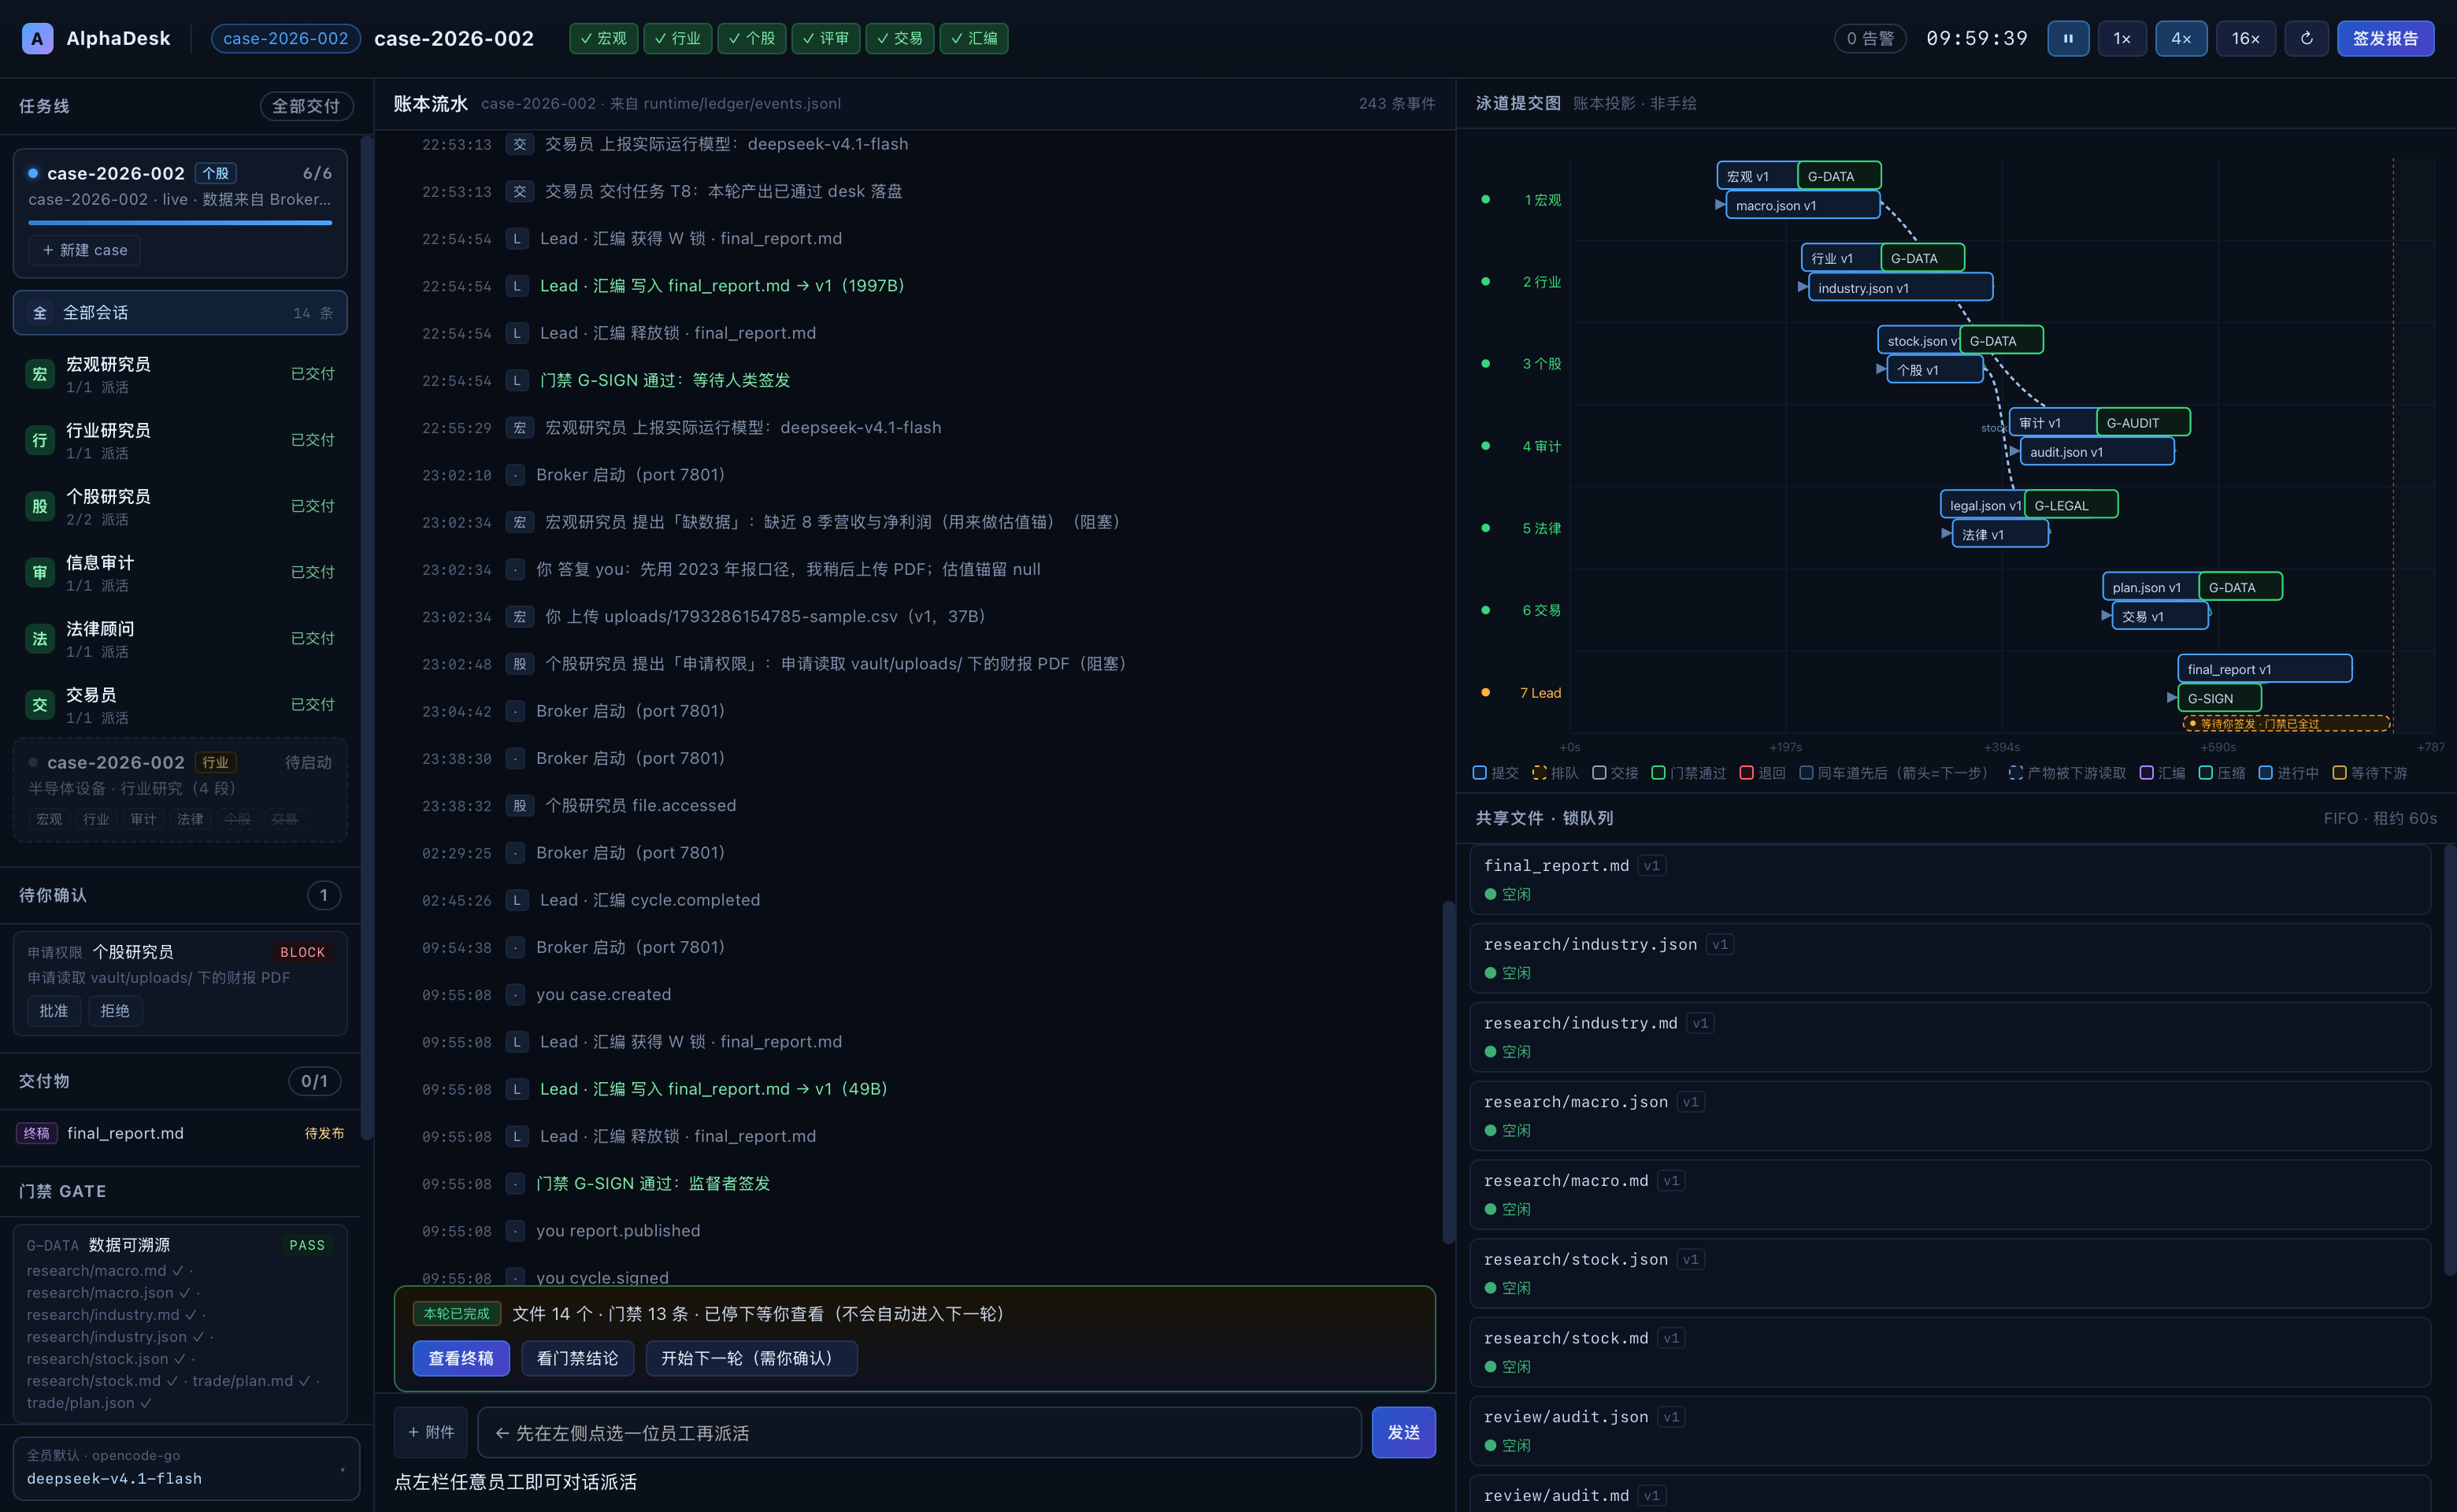 A AlphaDesk case-2026-002 case-2026-002 ✓ 宏观 ✓ 行业 ✓ 个股 ✓ 评审 ✓ 交易 ✓ 汇编 0 告警 09:59:39 1× 4× 16× ↻ 签发报告
任务线 全部交付
case-2026-002 个股 6/6
case-2026-002 · live · 数据来自 Broker...
+ 新建 case
全 全部会话 14 条
宏 宏观研究员 已交付
1/1 派活
行 行业研究员 已交付
1/1 派活
股 个股研究员 已交付
2/2 派活
审 信息审计 已交付
1/1 派活
法 法律顾问 已交付
1/1 派活
交 交易员 已交付
1/1 派活
case-2026-002 行业 待启动
半导体设备 · 行业研究（4 段）
宏观 行业 审计 法律 个股 交易
待你确认 1
申请权限 个股研究员 BLOCK
申请读取 vault/uploads/ 下的财报 PDF
批准 拒绝
交付物 0/1
终稿 final_report.md 待发布
门禁 GATE
G-DATA 数据可溯源 PASS
research/macro.md ✓ ·
research/macro.json ✓ ·
research/industry.md ✓ ·
research/industry.json ✓ ·
research/stock.json ✓ ·
research/stock.md ✓ · trade/plan.md ✓ ·
trade/plan.json ✓
全员默认 · opencode-go
deepseek-v4.1-flash
账本流水 case-2026-002 · 来自 runtime/ledger/events.jsonl 243 条事件
22:53:13 交 交易员 上报实际运行模型：deepseek-v4.1-flash
22:53:13 交 交易员 交付任务 T8：本轮产出已通过 desk 落盘
22:54:54 L Lead · 汇编 获得 W 锁 · final_report.md
22:54:54 L Lead · 汇编 写入 final_report.md → v1（1997B）
22:54:54 L Lead · 汇编 释放锁 · final_report.md
22:54:54 L 门禁 G-SIGN 通过：等待人类签发
22:55:29 宏 宏观研究员 上报实际运行模型：deepseek-v4.1-flash
23:02:10 · Broker 启动（port 7801）
23:02:34 宏 宏观研究员 提出「缺数据」：缺近 8 季营收与净利润（用来做估值锚）（阻塞）
23:02:34 · 你 答复 you：先用 2023 年报口径，我稍后上传 PDF；估值锚留 null
23:02:34 宏 你 上传 uploads/1793286154785-sample.csv（v1，37B）
23:02:48 股 个股研究员 提出「申请权限」：申请读取 vault/uploads/ 下的财报 PDF（阻塞）
23:04:42 · Broker 启动（port 7801）
23:38:30 · Broker 启动（port 7801）
23:38:32 股 个股研究员 file.accessed
02:29:25 · Broker 启动（port 7801）
02:45:26 L Lead · 汇编 cycle.completed
09:54:38 · Broker 启动（port 7801）
09:55:08 · you case.created
09:55:08 L Lead · 汇编 获得 W 锁 · final_report.md
09:55:08 L Lead · 汇编 写入 final_report.md → v1（49B）
09:55:08 L Lead · 汇编 释放锁 · final_report.md
09:55:08 · 门禁 G-SIGN 通过：监督者签发
09:55:08 · you report.published
09:55:08 · you cycle.signed
本轮已完成 文件 14 个 · 门禁 13 条 · 已停下等你查看（不会自动进入下一轮）
查看终稿 看门禁结论 开始下一轮（需你确认）
+ 附件 ← 先在左侧点选一位员工再派活 发送
点左栏任意员工即可对话派活
泳道提交图 账本投影 · 非手绘
宏观 v1 G-DATA
1 宏观
macro.json v1
行业 v1 G-DATA
2 行业
industry.json v1
stock.json v1 G-DATA
3 个股
个股 v1
审计 v1 G-AUDIT
stock
4 审计
audit.json v1
legal.json v1 G-LEGAL
5 法律
法律 v1
plan.json v1 G-DATA
6 交易
交易 v1
final_report v1
7 Lead
G-SIGN
等待你签发 · 门禁已全过
+0s +197s +394s +590s +787
提交 排队 交接 门禁通过 退回 同车道先后（箭头=下一步） 产物被下游读取 汇编 压缩 进行中 等待下游
共享文件 · 锁队列 FIFO · 租约 60s
final_report.md v1
空闲
research/industry.json v1
空闲
research/industry.md v1
空闲
research/macro.json v1
空闲
research/macro.md v1
空闲
research/stock.json v1
空闲
research/stock.md v1
空闲
review/audit.json v1
空闲
review/audit.md v1